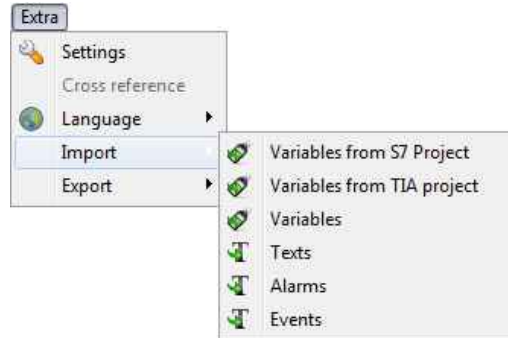 Extra
Settings
Cross reference
Language
Import
Export
Variables from S7 Project
Variables from TIA project
Variables
Texts
Alarms
Events